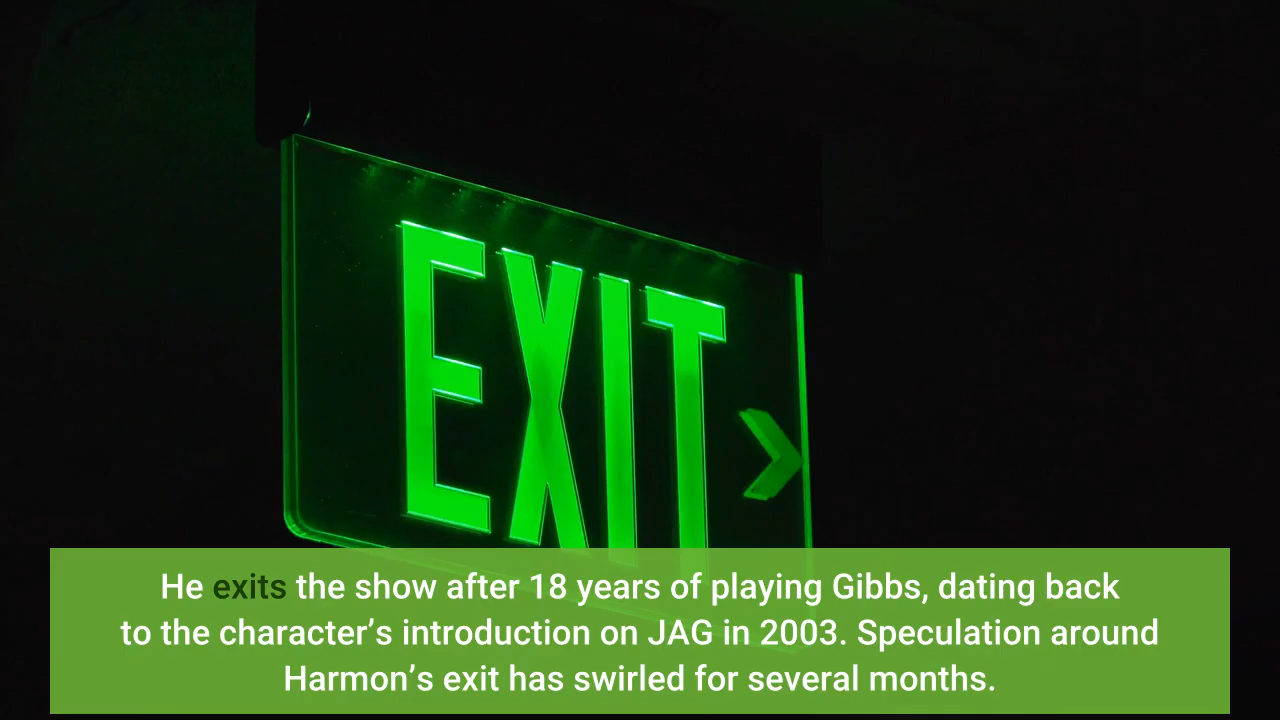 EXIT
He exits the show after 18 years of playing Gibbs, dating back
to the character’s introduction on JAG in 2003. Speculation around
Harmon’s exit has swirled for several months.